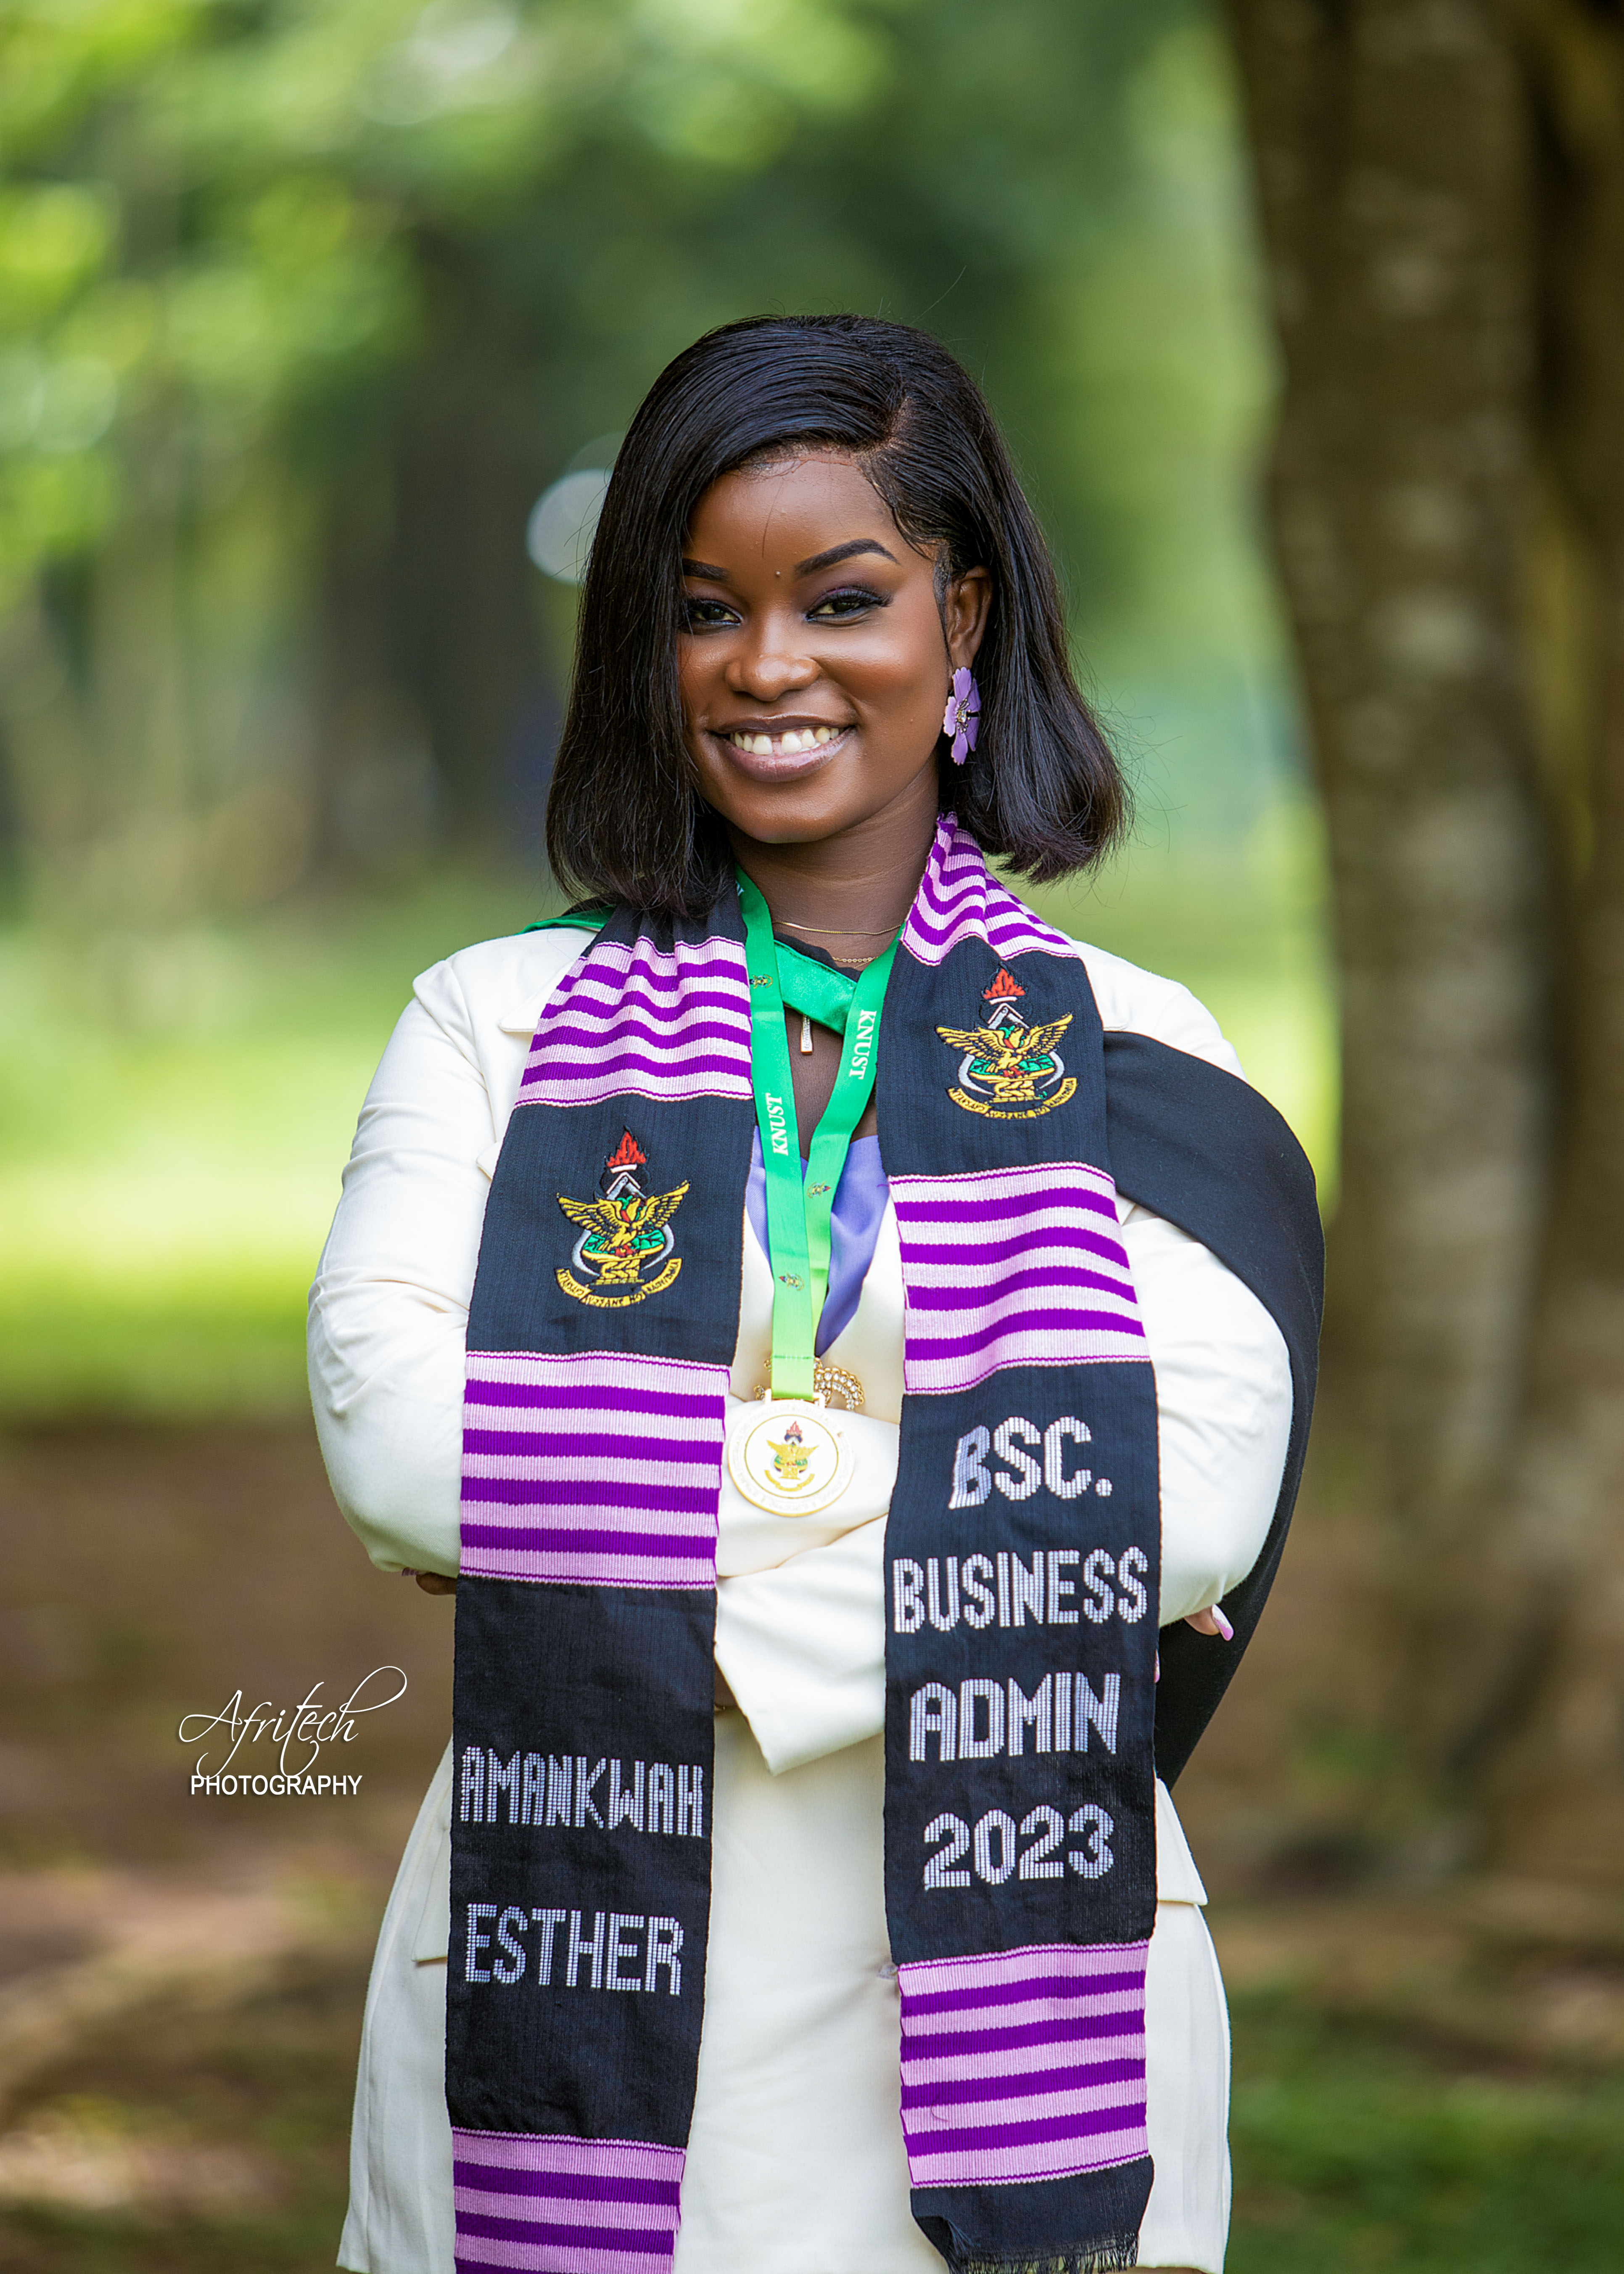 KNUST
KNUST
BSC.
BUSINESS
ADMIN
2023
AMANKWAH
ESTHER
Afritech
PHOTOGRAPHY